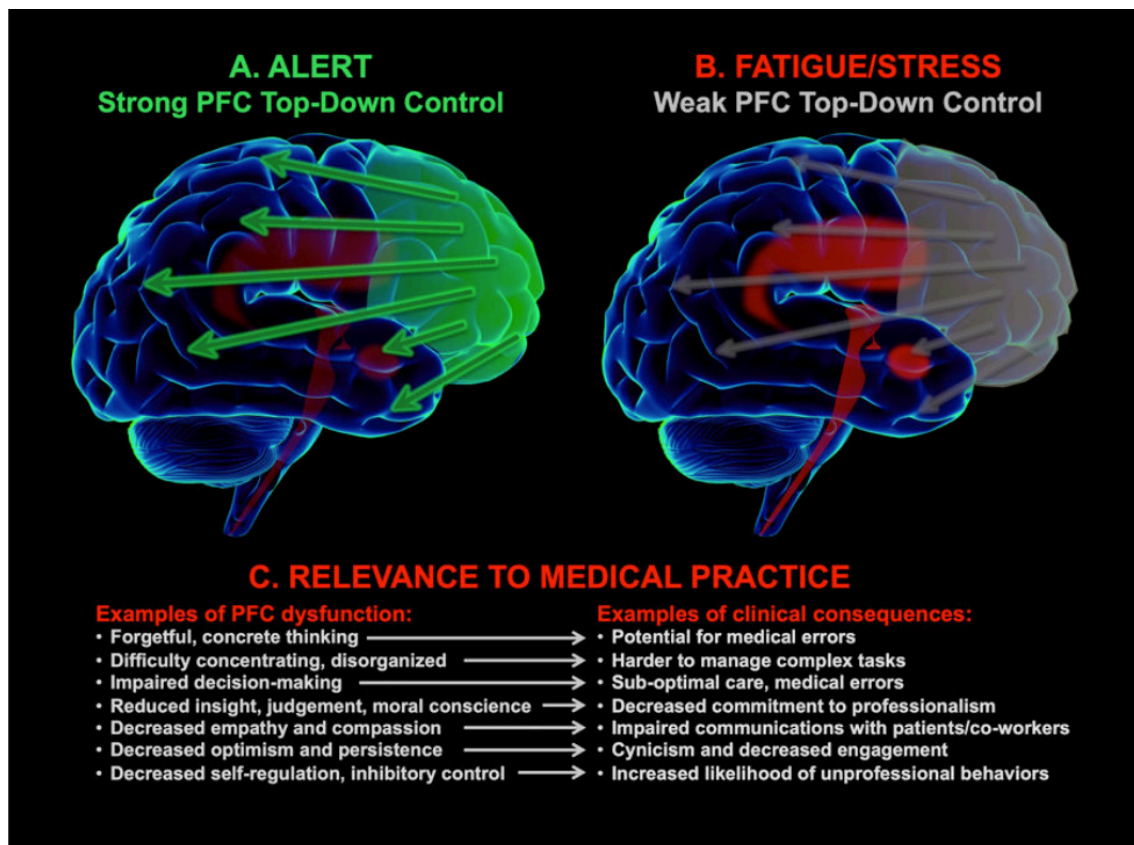 A. ALERT
Strong PFC Top-Down Control
B. FATIGUE/STRESS
Weak PFC Top-Down Control
C. RELEVANCE TO MEDICAL PRACTICE
Examples of PFC dysfunction:
• Forgetful, concrete thinking
• Difficulty concentrating, disorganized
• Impaired decision-making
• Reduced insight, judgement, moral conscience
• Decreased empathy and compassion
• Decreased optimism and persistence
• Decreased self-regulation, inhibitory control
Examples of clinical consequences:
• Potential for medical errors
• Harder to manage complex tasks
• Sub-optimal care, medical errors
• Decreased commitment to professionalism
• Impaired communications with patients/co-workers
• Cynicism and decreased engagement
• Increased likelihood of unprofessional behaviors